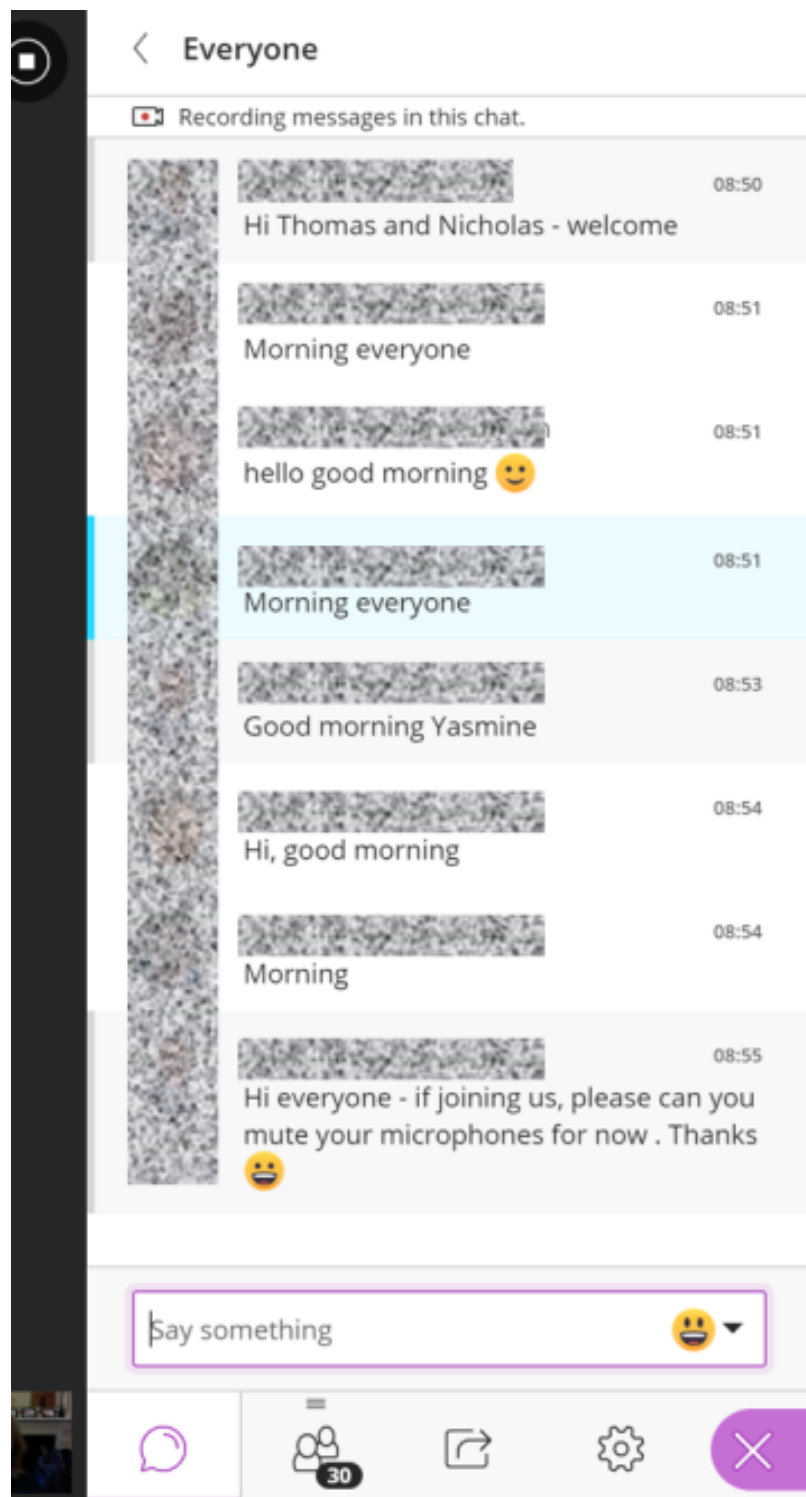 Everyone
Recording messages in this chat.
08:50
Hi Thomas and Nicholas - welcome
08:51
Morning everyone
08:51
hello good morning 🙂
08:51
Morning everyone
08:53
Good morning Yasmine
08:54
Hi, good morning
08:54
Morning
08:55
Hi everyone - if joining us, please can you
mute your microphones for now . Thanks
😀
Say something 😃
30